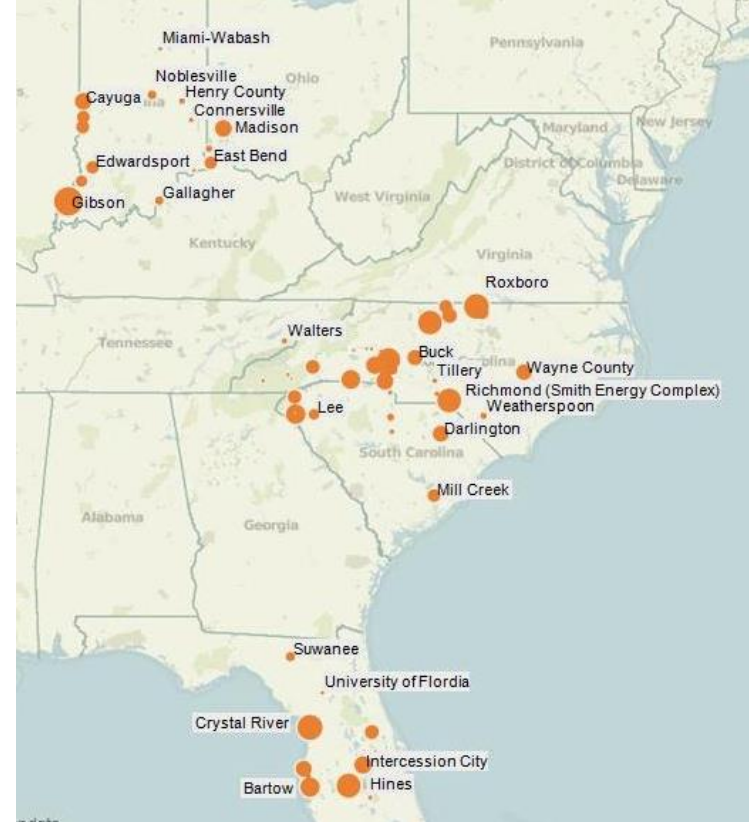 Miami-Wabash
Pennsylvania
Noblesville
Ohio
Henry County
Cayuga
Connersville
Madison
Maryland
New Jersey
Edwardsport
East Bend
District of Columbia
Delaware
Gallagher
Gibson
West Virginia
Kentucky
Virginia
Roxboro
Walters
Tennessee
Buck
Tillery
Wayne County
Richmond (Smith Energy Complex)
Lee
Weatherspoon
Darlington
South Carolina
Mill Creek
Alabama
Georgia
Suwanee
University of Flordia
Crystal River
Intercession City
Bartow
Hines